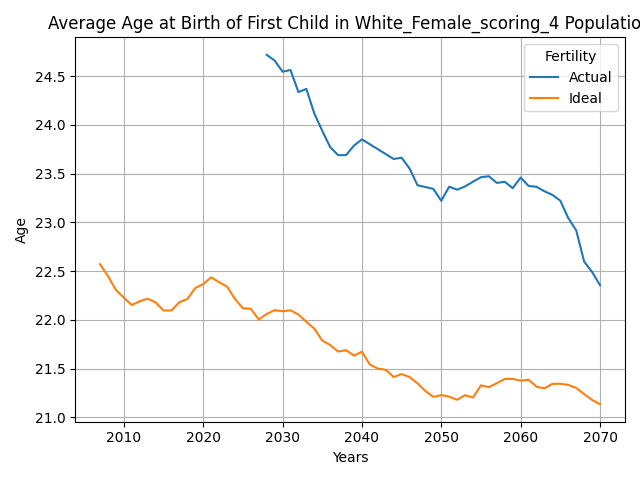 Average Age at Birth of First Child in White_Female_scoring_4 Populatio
Fertility
Actual
Ideal
24.5
24.0
23.5
23.0
22.5
22.0
21.5
21.0
Age
2010 2020 2030 2040 2050 2060 2070
Years